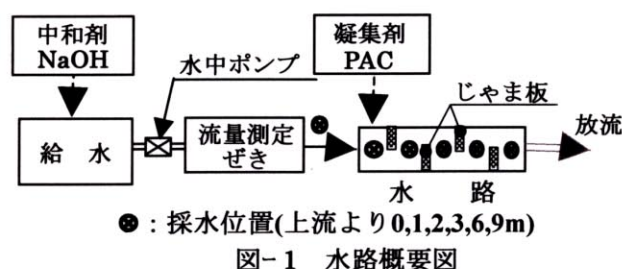 中和剤
NaOH
凝集剤
PAC
水中ポンプ
じゃま板
給 水
流量測定
ぜき
放流
水 路
: 採水位置(上流より0,1,2,3,6,9m)
図-1 水路概要図